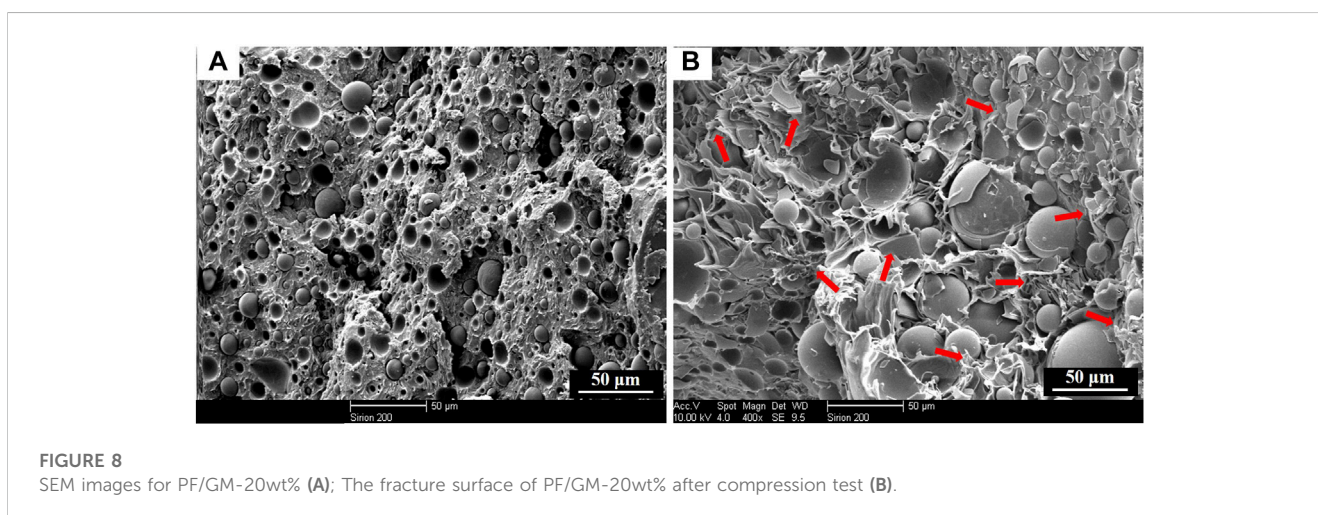 A
B
50 µm
50 µm
50 µm
Sirion 200
Acc.V Spot Magn Det WD
10.00 kV 4.0 400x SE 9.5
50 µm
Sirion 200
FIGURE 8
SEM images for PF/GM-20wt% (A); The fracture surface of PF/GM-20wt% after compression test (B).